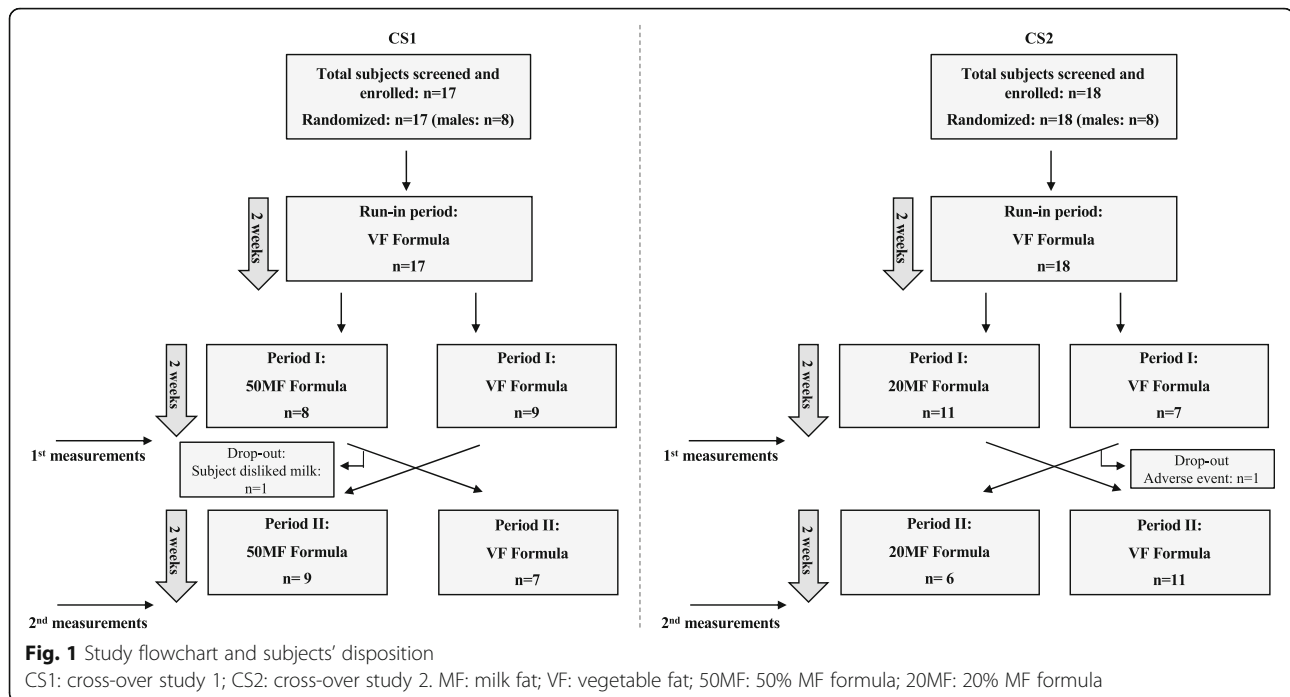 CS1
Total subjects screened and
enrolled: n=17
Randomized: n=17 (males: n=8)
2 weeks
Run-in period:
VF Formula
n=17
2 weeks
Period I:
50MF Formula
n=8
Period I:
VF Formula
n=9
1st measurements
Drop-out:
Subject disliked milk:
n=1
2 weeks
Period II:
50MF Formula
n= 9
Period II:
VF Formula
n=7
2nd measurements
CS2
Total subjects screened and
enrolled: n=18
Randomized: n=18 (males: n=8)
2 weeks
Run-in period:
VF Formula
n=18
2 weeks
Period I:
20MF Formula
n=11
Period I:
VF Formula
n=7
1st measurements
Drop-out
Adverse event: n=1
2 weeks
Period II:
20MF Formula
n= 6
Period II:
VF Formula
n=11
2nd measurements
Fig. 1 Study flowchart and subjects' disposition
CS1: cross-over study 1; CS2: cross-over study 2. MF: milk fat; VF: vegetable fat; 50MF: 50% MF formula; 20MF: 20% MF formula